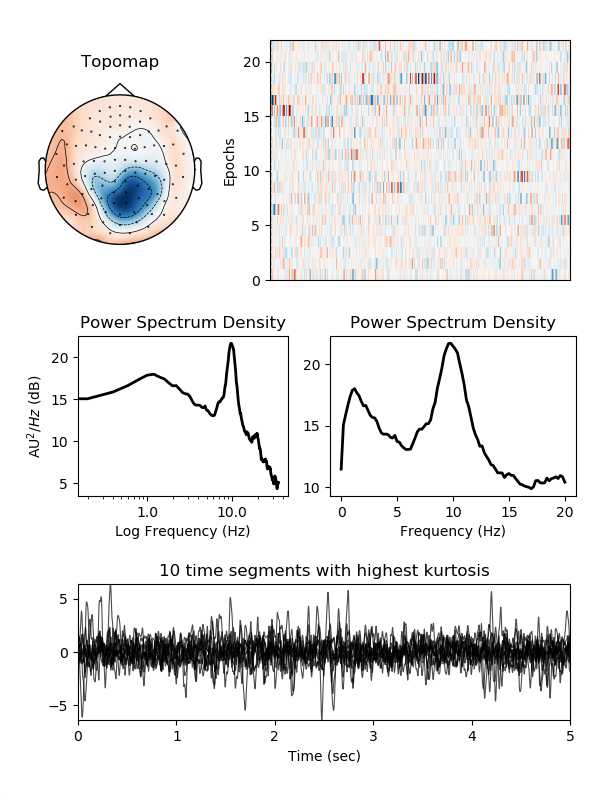 Topomap
Epochs
20
15
10
5
0
Power Spectrum Density
AU²/Hz (dB)
20
15
10
5
1.0 10.0
Log Frequency (Hz)
Power Spectrum Density
20
15
10
0 5 10 15 20
Frequency (Hz)
10 time segments with highest kurtosis
5
0
−5
0 1 2 3 4 5
Time (sec)